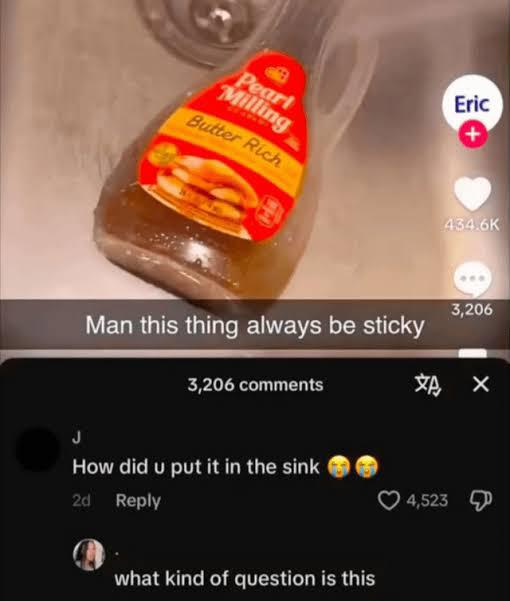 Pearl
Milling
COMPANY
Butter Rich
Eric
434.6K
3,206
Man this thing always be sticky
3,206 comments
J
How did u put it in the sink 😭😭
2d Reply
4,523
what kind of question is this